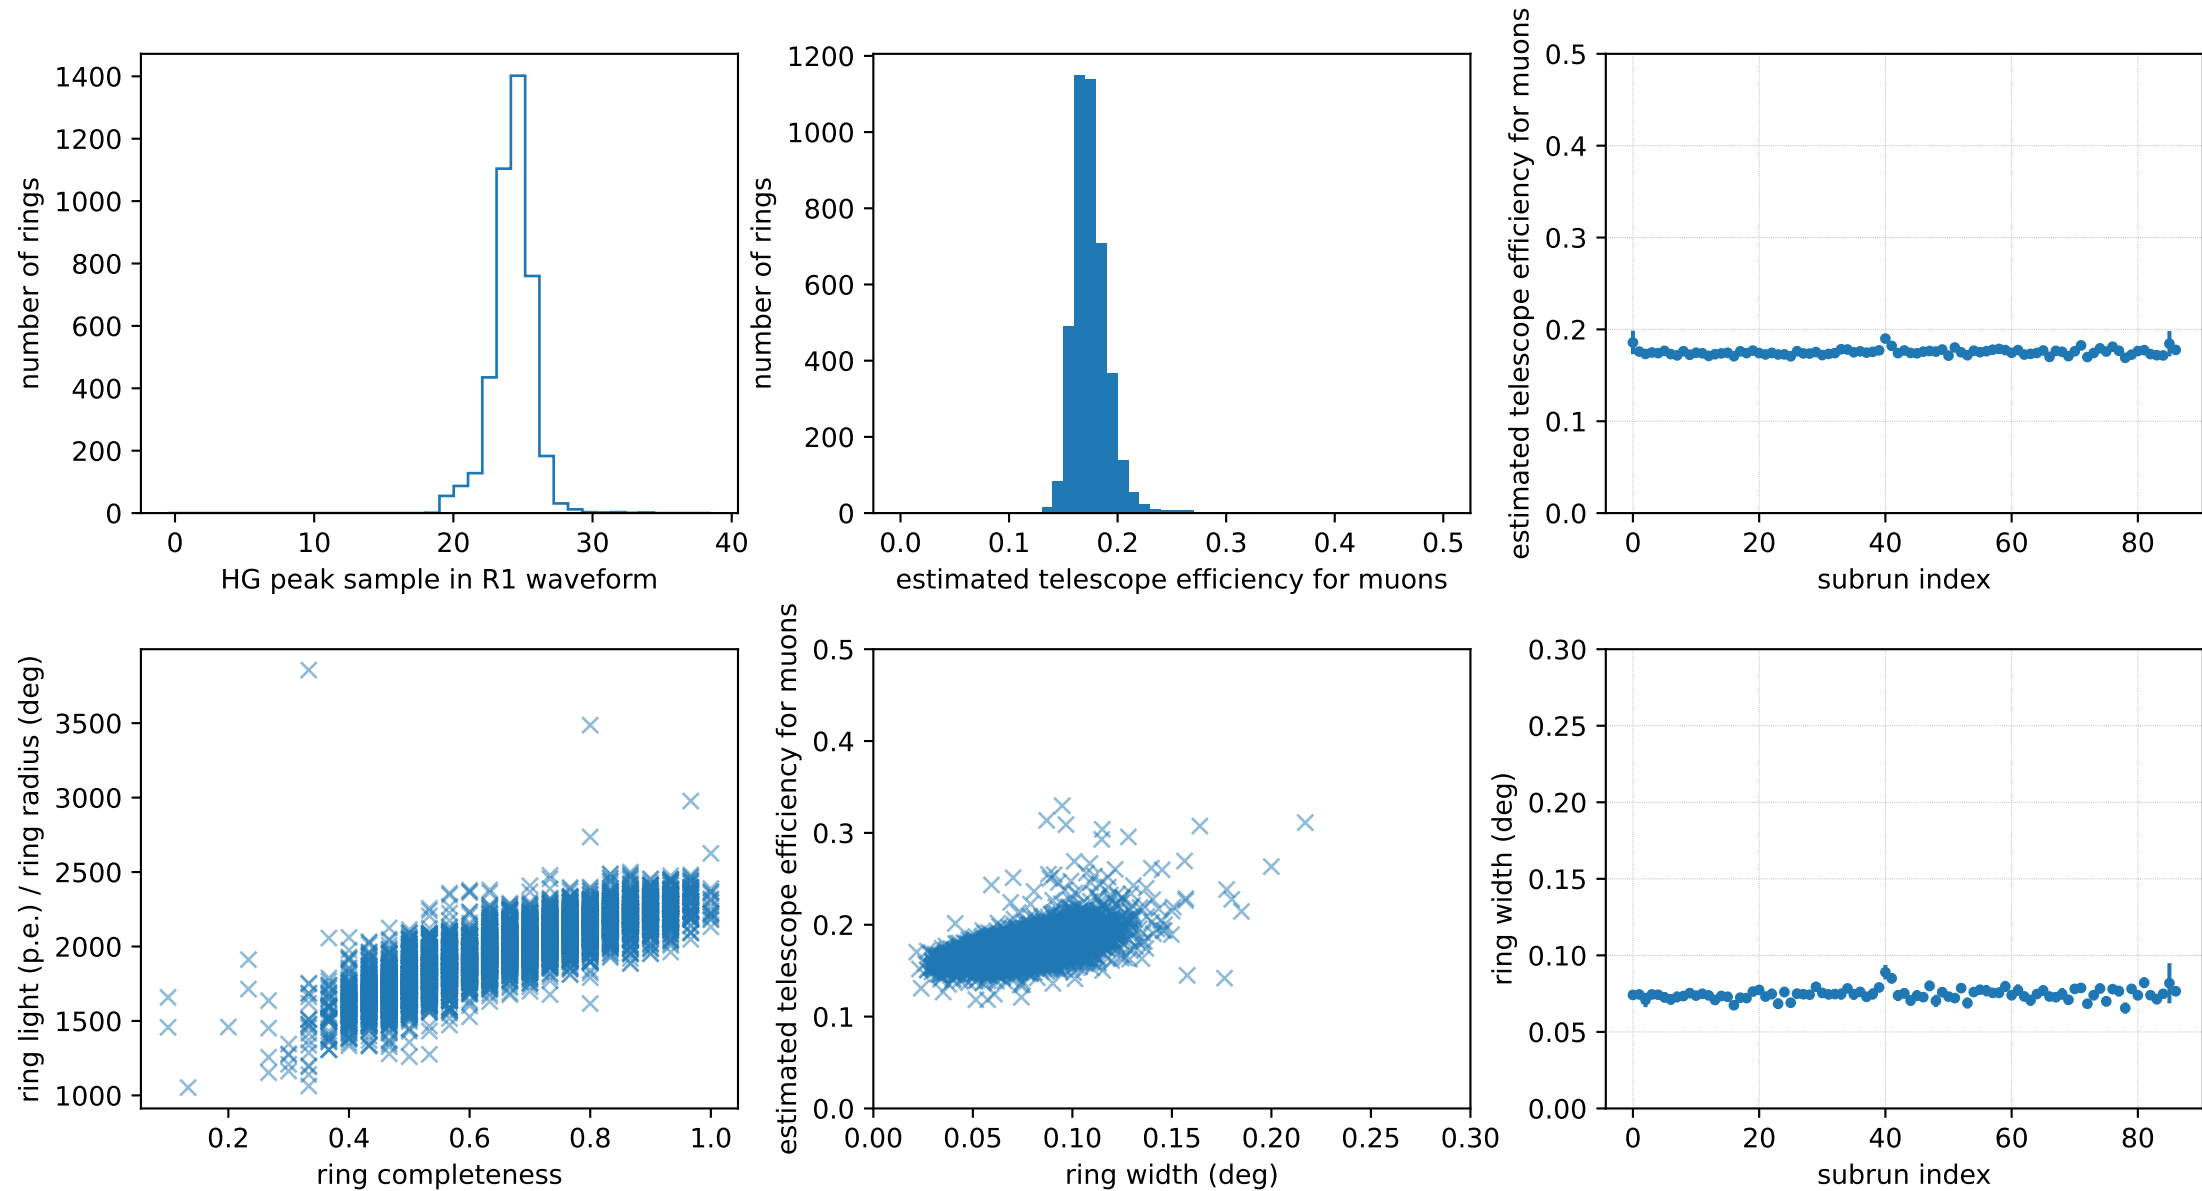 number of rings
1400
1200
1000
800
600
400
200
0
0 10 20 30 40
HG peak sample in R1 waveform
number of rings
1200
1000
800
600
400
200
0
0.0 0.1 0.2 0.3 0.4 0.5
estimated telescope efficiency for muons
estimated telescope efficiency for muons
0.5
0.4
0.3
0.2
0.1
0.0
0 20 40 60 80
subrun index
ring light (p.e.) / ring radius (deg)
3500
3000
2500
2000
1500
1000
0.2 0.4 0.6 0.8 1.0
ring completeness
estimated telescope efficiency for muons
0.5
0.4
0.3
0.2
0.1
0.0
0.00 0.05 0.10 0.15 0.20 0.25 0.30
ring width (deg)
ring width (deg)
0.30
0.25
0.20
0.15
0.10
0.05
0.00
0 20 40 60 80
subrun index